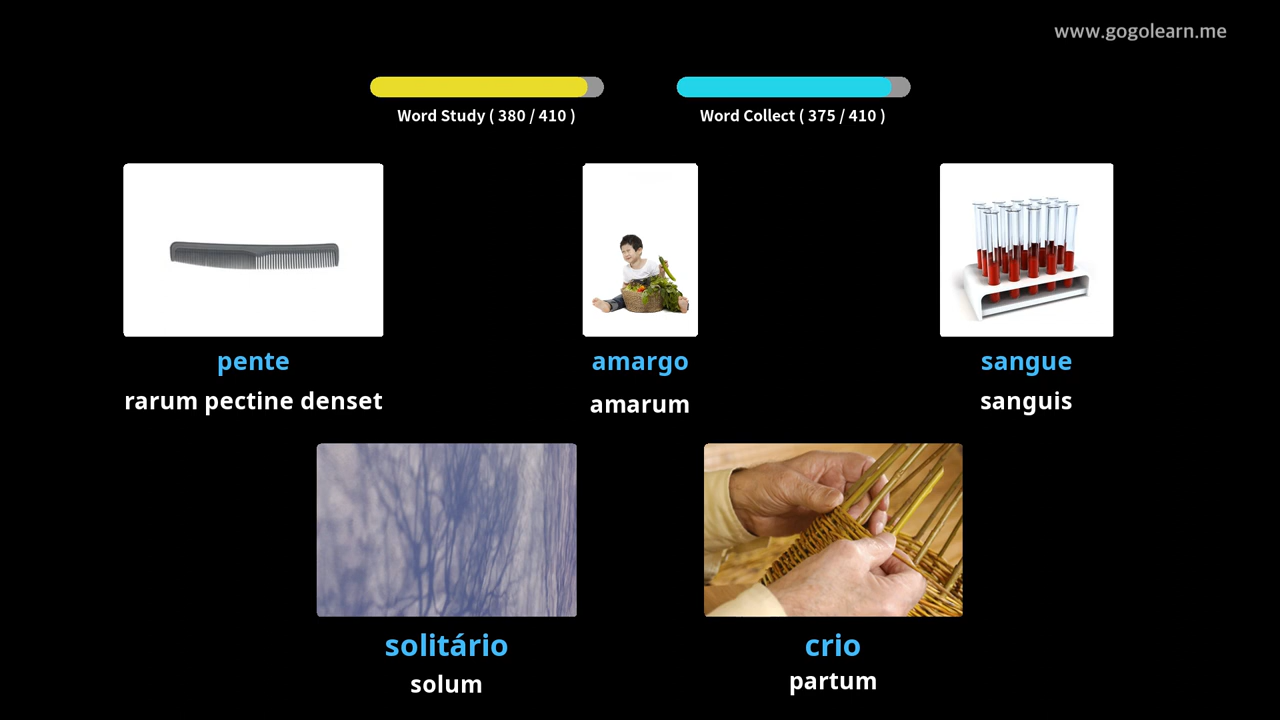 www.gogolearn.me
Word Study ( 380 / 410 )
Word Collect ( 375 / 410 )
pente
rarum pectine denset
amargo
amarum
sangue
sanguis
solitário
solum
crio
partum